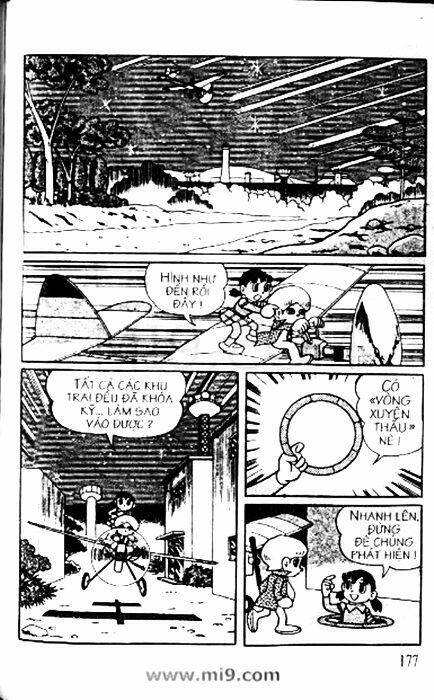 HÌNH NHƯ
ĐẾN RỒI
ĐẤY !
TẤT CẢ CÁC KHU
TRẠI ĐỀU ĐÃ KHÓA
KỸ... LÀM SAO
VÀO ĐƯỢC ?
CÓ
«VÒNG
XUYÊN
THẤU»
NÈ !
NHANH LÊN,
ĐỪNG
ĐỂ CHÚNG
PHÁT HIỆN !
177
www.mi9.com